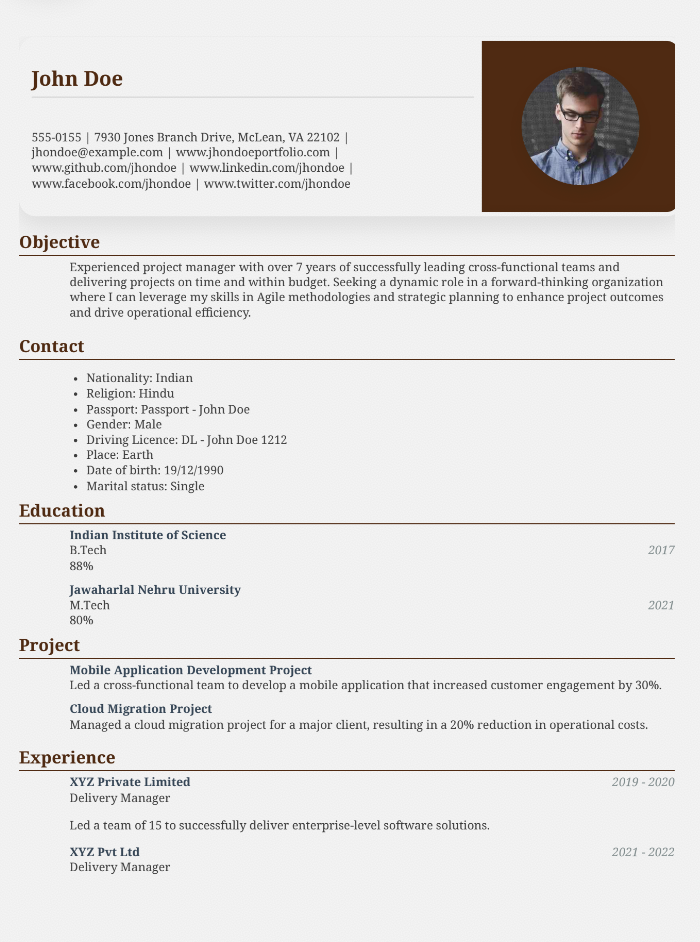 John Doe
555-0155 | 7930 Jones Branch Drive, McLean, VA 22102 |
jhondoe@example.com | www.jhondoeportfolio.com |
www.github.com/jhondoe | www.linkedin.com/jhondoe |
www.facebook.com/jhondoe | www.twitter.com/jhondoe
Objective
Experienced project manager with over 7 years of successfully leading cross-functional teams and
delivering projects on time and within budget. Seeking a dynamic role in a forward-thinking organization
where I can leverage my skills in Agile methodologies and strategic planning to enhance project outcomes
and drive operational efficiency.
Contact
• Nationality: Indian
• Religion: Hindu
• Passport: Passport - John Doe
• Gender: Male
• Driving Licence: DL - John Doe 1212
• Place: Earth
• Date of birth: 19/12/1990
• Marital status: Single
Education
Indian Institute of Science
B.Tech 2017
88%
Jawaharlal Nehru University
M.Tech 2021
80%
Project
Mobile Application Development Project
Led a cross-functional team to develop a mobile application that increased customer engagement by 30%.
Cloud Migration Project
Managed a cloud migration project for a major client, resulting in a 20% reduction in operational costs.
Experience
XYZ Private Limited 2019 - 2020
Delivery Manager
Led a team of 15 to successfully deliver enterprise-level software solutions.
XYZ Pvt Ltd 2021 - 2022
Delivery Manager